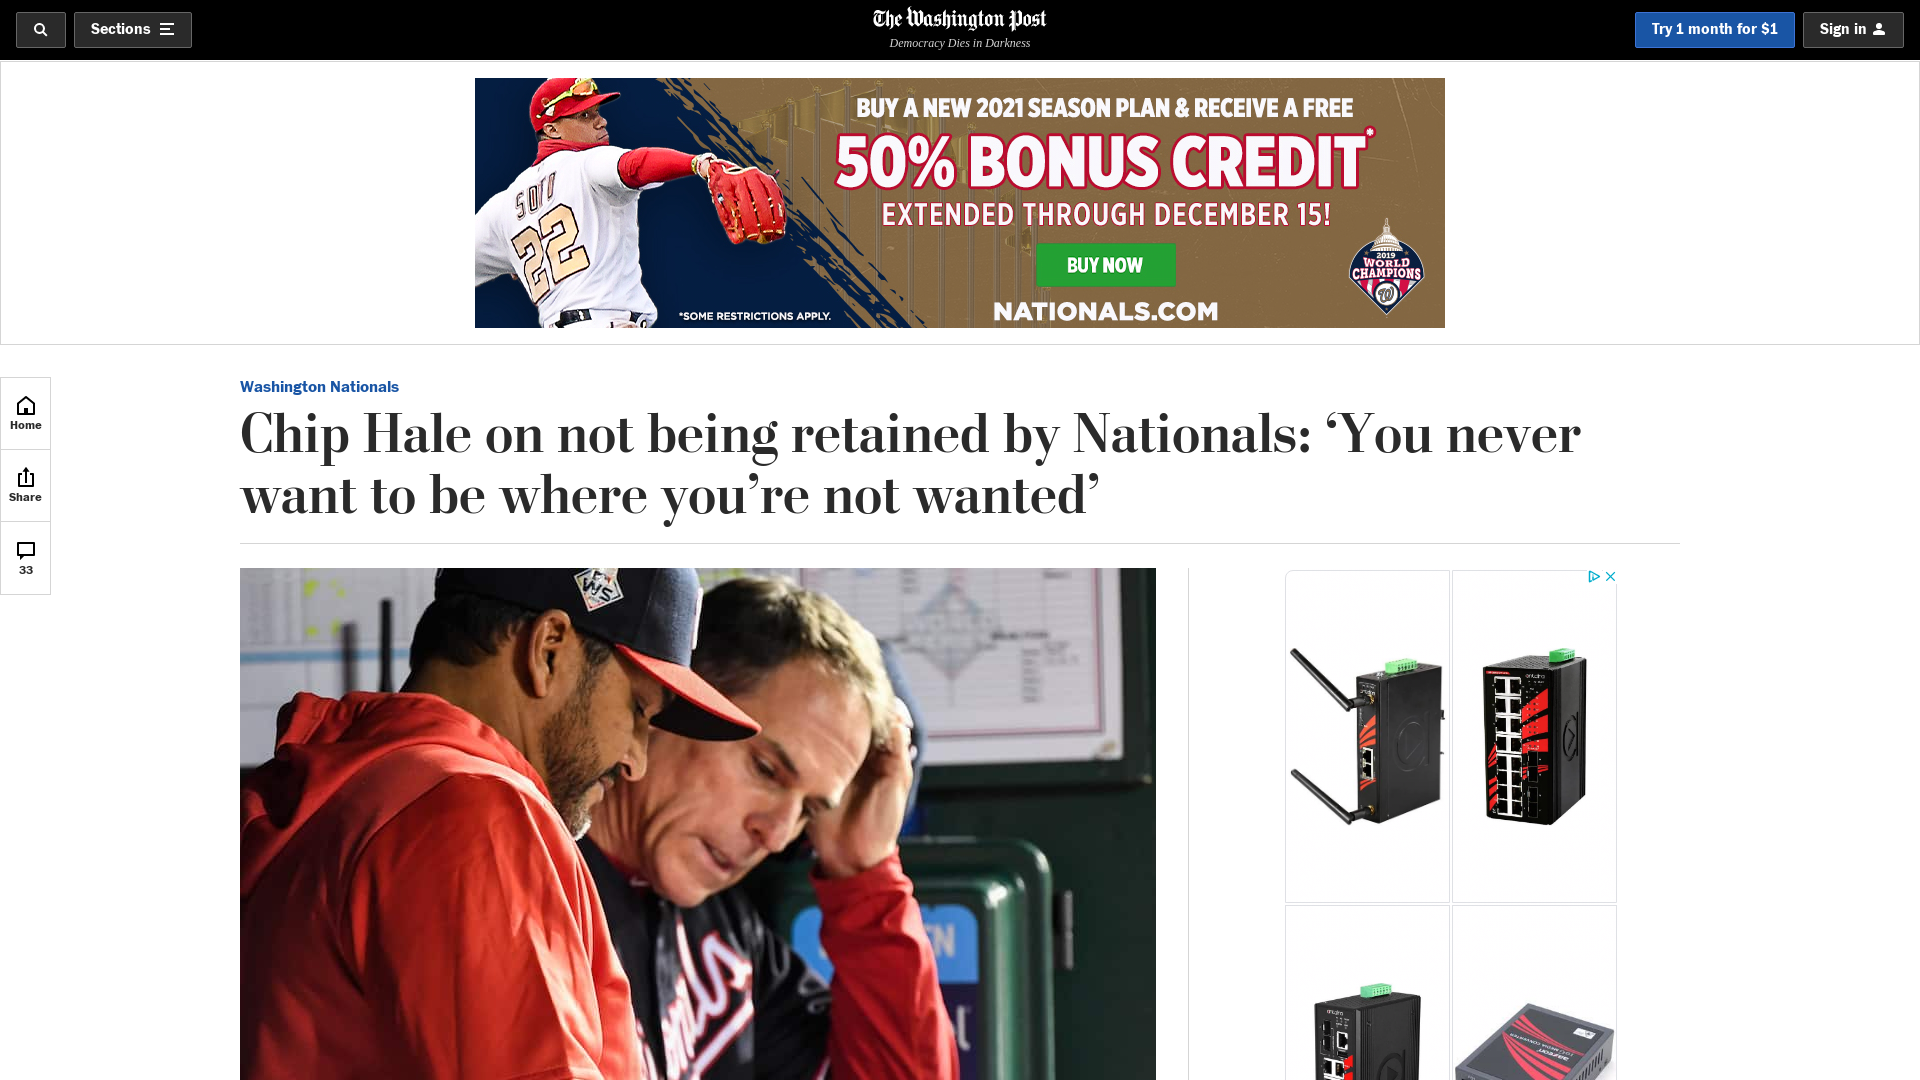 Sections
The Washington Post
Democracy Dies in Darkness
Try 1 month for $1
Sign in
BUY A NEW 2021 SEASON PLAN & RECEIVE A FREE
50% BONUS CREDIT*
EXTENDED THROUGH DECEMBER 15!
BUY NOW
NATIONALS.COM
*SOME RESTRICTIONS APPLY.
22
2019
WORLD
CHAMPIONS
W
Home
Share
33
Washington Nationals
Chip Hale on not being retained by Nationals: ‘You never
want to be where you’re not wanted’
WS